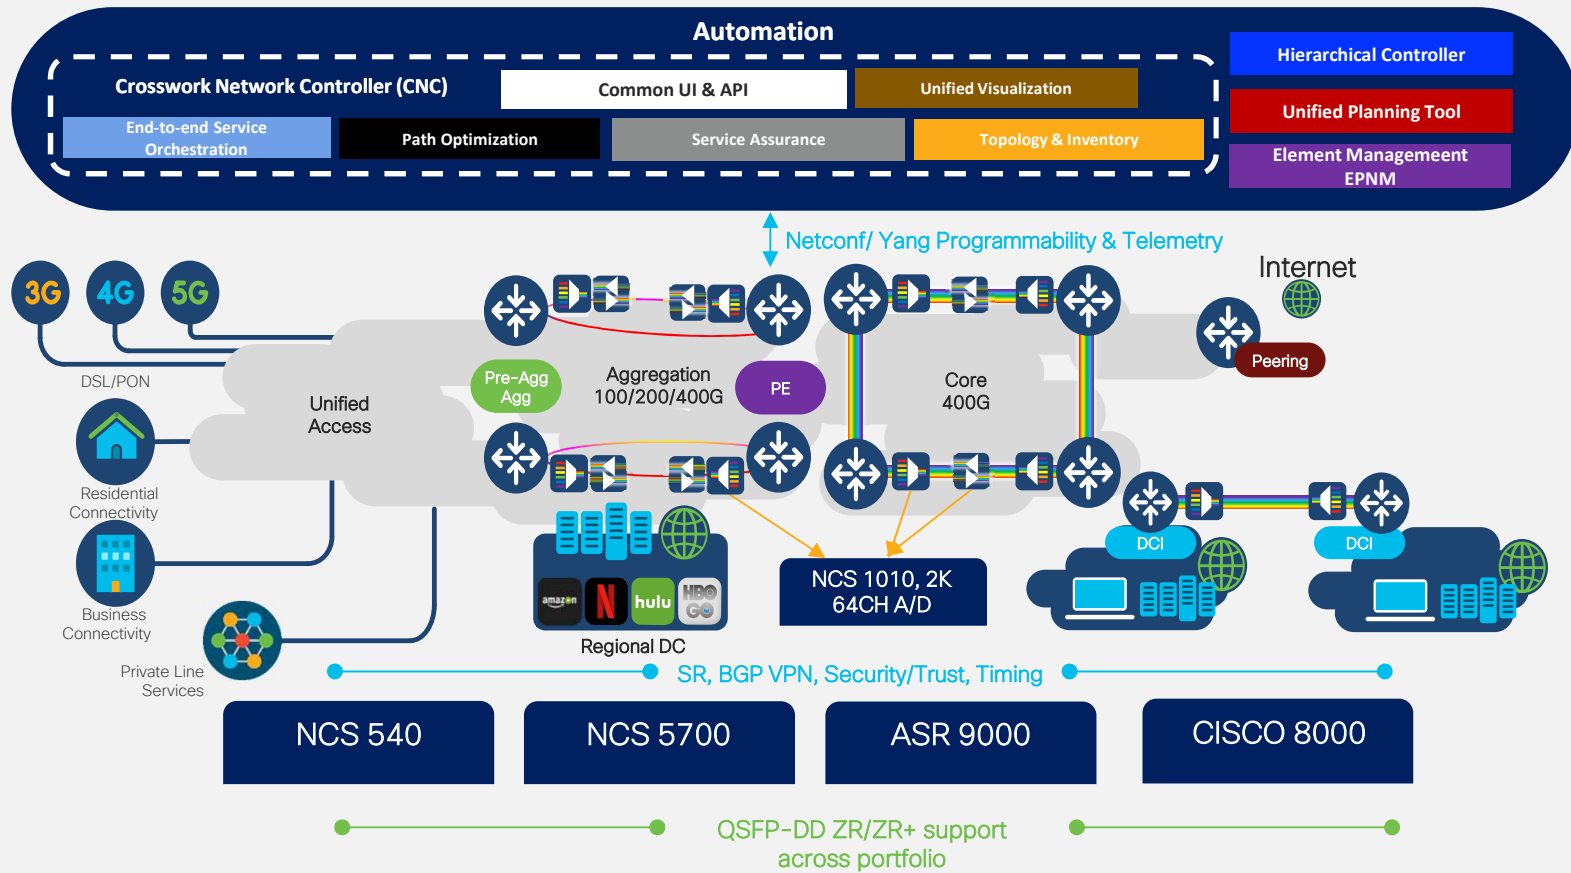 Automation
Crosswork Network Controller (CNC)
Common UI & API
Unified Visualization
End-to-end Service
Orchestration
Path Optimization
Service Assurance
Topology & Inventory
Hierarchical Controller
Unified Planning Tool
Element Managemeent
EPNM
Netconf/ Yang Programmability & Telemetry
3G
4G
5G
Internet
Peering
DSL/PON
Unified
Access
Pre-Agg
Agg
Aggregation
100/200/400G
PE
Core
400G
Residential
Connectivity
Business
Connectivity
Private Line
Services
amazon
N
hulu
HBO
GO
Regional DC
NCS 1010, 2K
64CH A/D
DCI
DCI
SR, BGP VPN, Security/Trust, Timing
NCS 540
NCS 5700
ASR 9000
CISCO 8000
QSFP-DD ZR/ZR+ support
across portfolio